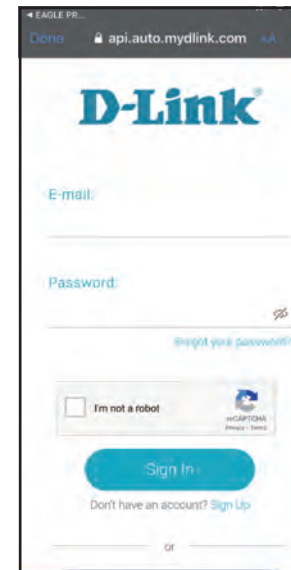 ◀ EAGLE PR...
Done api.auto.mydlink.com AA
D-Link®
E-mail:
Password:
Forgot your password?
I'm not a robot
reCAPTCHA
Privacy - Terms
Sign In
Don't have an account? Sign Up
or